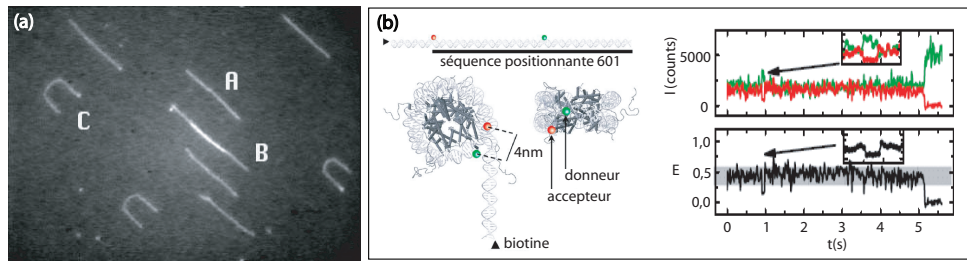 (a)
A
B
C
(b)
séquence positionnante 601
4nm
donneur
accepteur
biotine
I (counts)
5000
0
E
1,0
0,5
0,0
0 1 2 3 4 5
t(s)